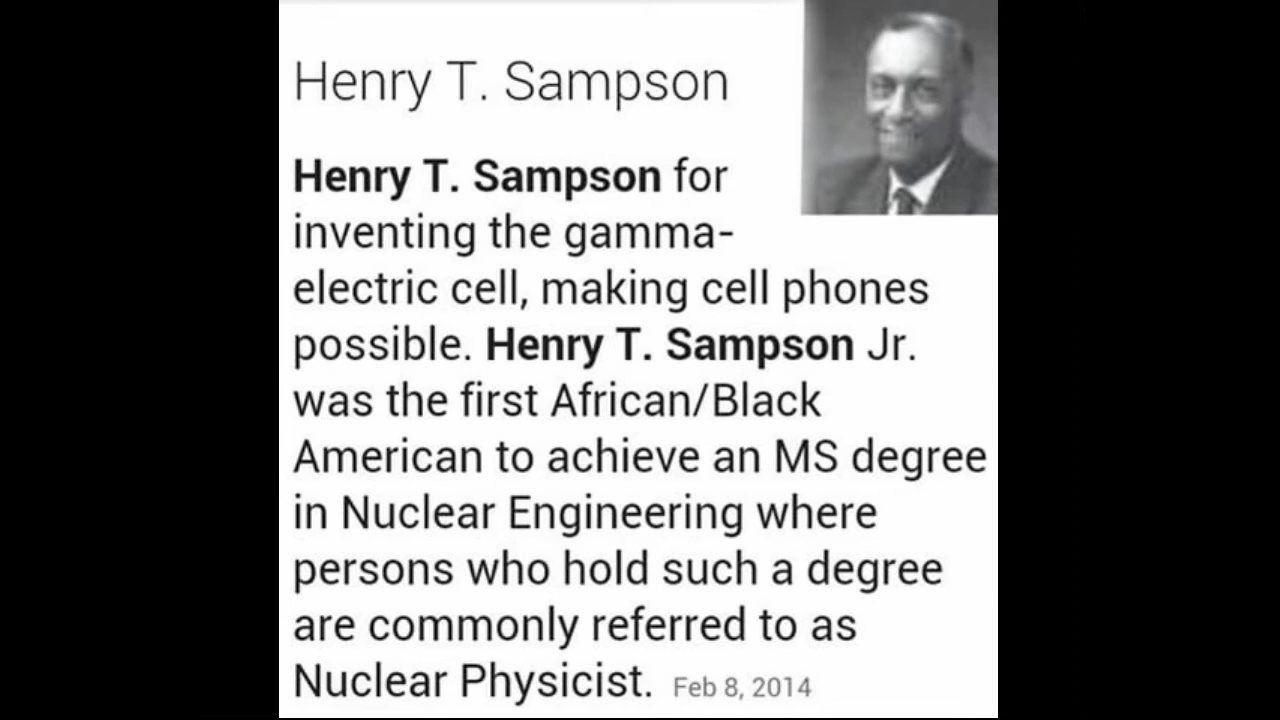 Henry T. Sampson
Henry T. Sampson for
inventing the gamma-
electric cell, making cell phones
possible. Henry T. Sampson Jr.
was the first African/Black
American to achieve an MS degree
in Nuclear Engineering where
persons who hold such a degree
are commonly referred to as
Nuclear Physicist. Feb 8, 2014